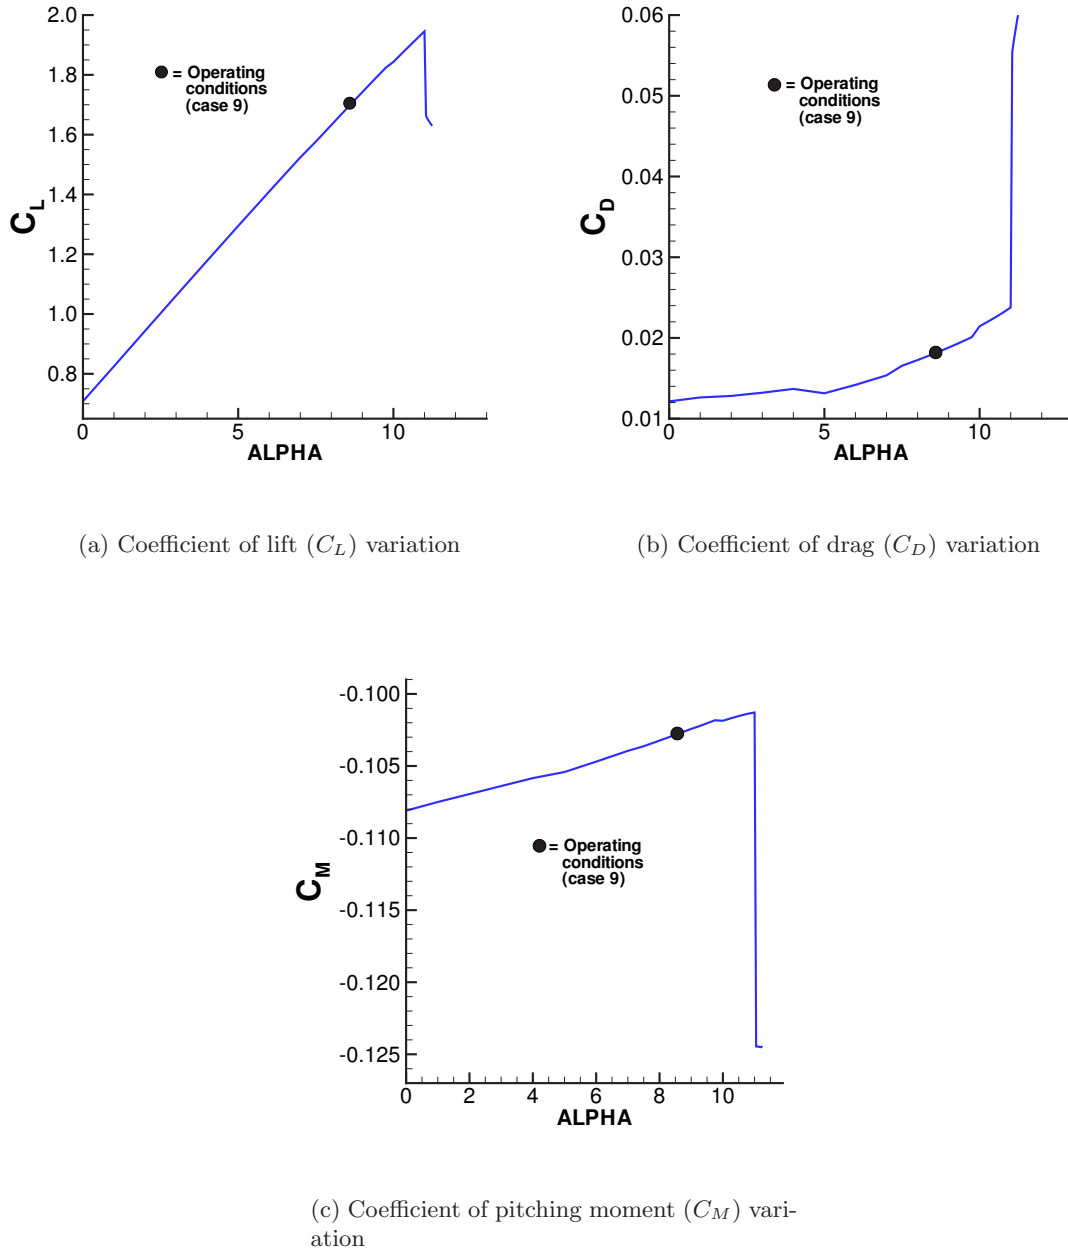 2.0
1.8
1.6
1.4
1.2
1.0
0.8
C_L
= Operating
conditions
(case 9)
0 5 10
ALPHA
0.06
0.05
0.04
0.03
0.02
0.01
C_D
= Operating
conditions
(case 9)
0 5 10
ALPHA
(a) Coefficient of lift (C_L) variation
(b) Coefficient of drag (C_D) variation
-0.100
-0.105
-0.110
-0.115
-0.120
-0.125
C_M
= Operating
conditions
(case 9)
0 2 4 6 8 10
ALPHA
(c) Coefficient of pitching moment (C_M) vari-
ation